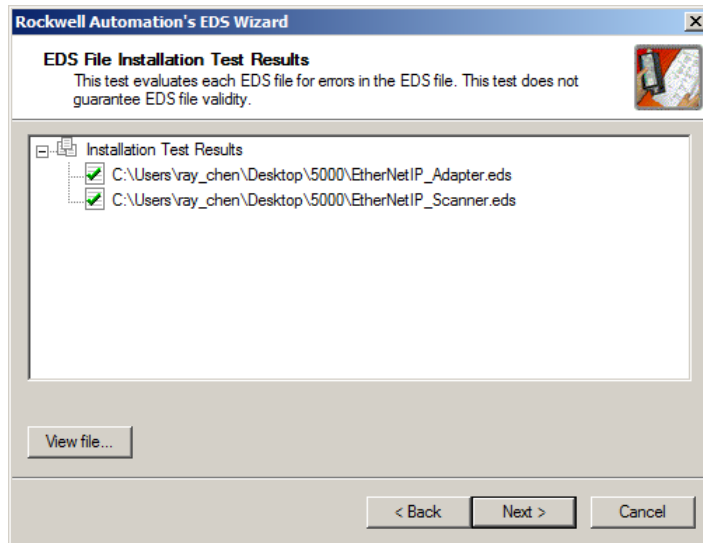 Rockwell Automation's EDS Wizard
EDS File Installation Test Results
This test evaluates each EDS file for errors in the EDS file. This test does not
guarantee EDS file validity.
Installation Test Results
C:\Users\ray_chen\Desktop\5000\EtherNetIP_Adapter.eds
C:\Users\ray_chen\Desktop\5000\EtherNetIP_Scanner.eds
View file...
< Back
Next >
Cancel